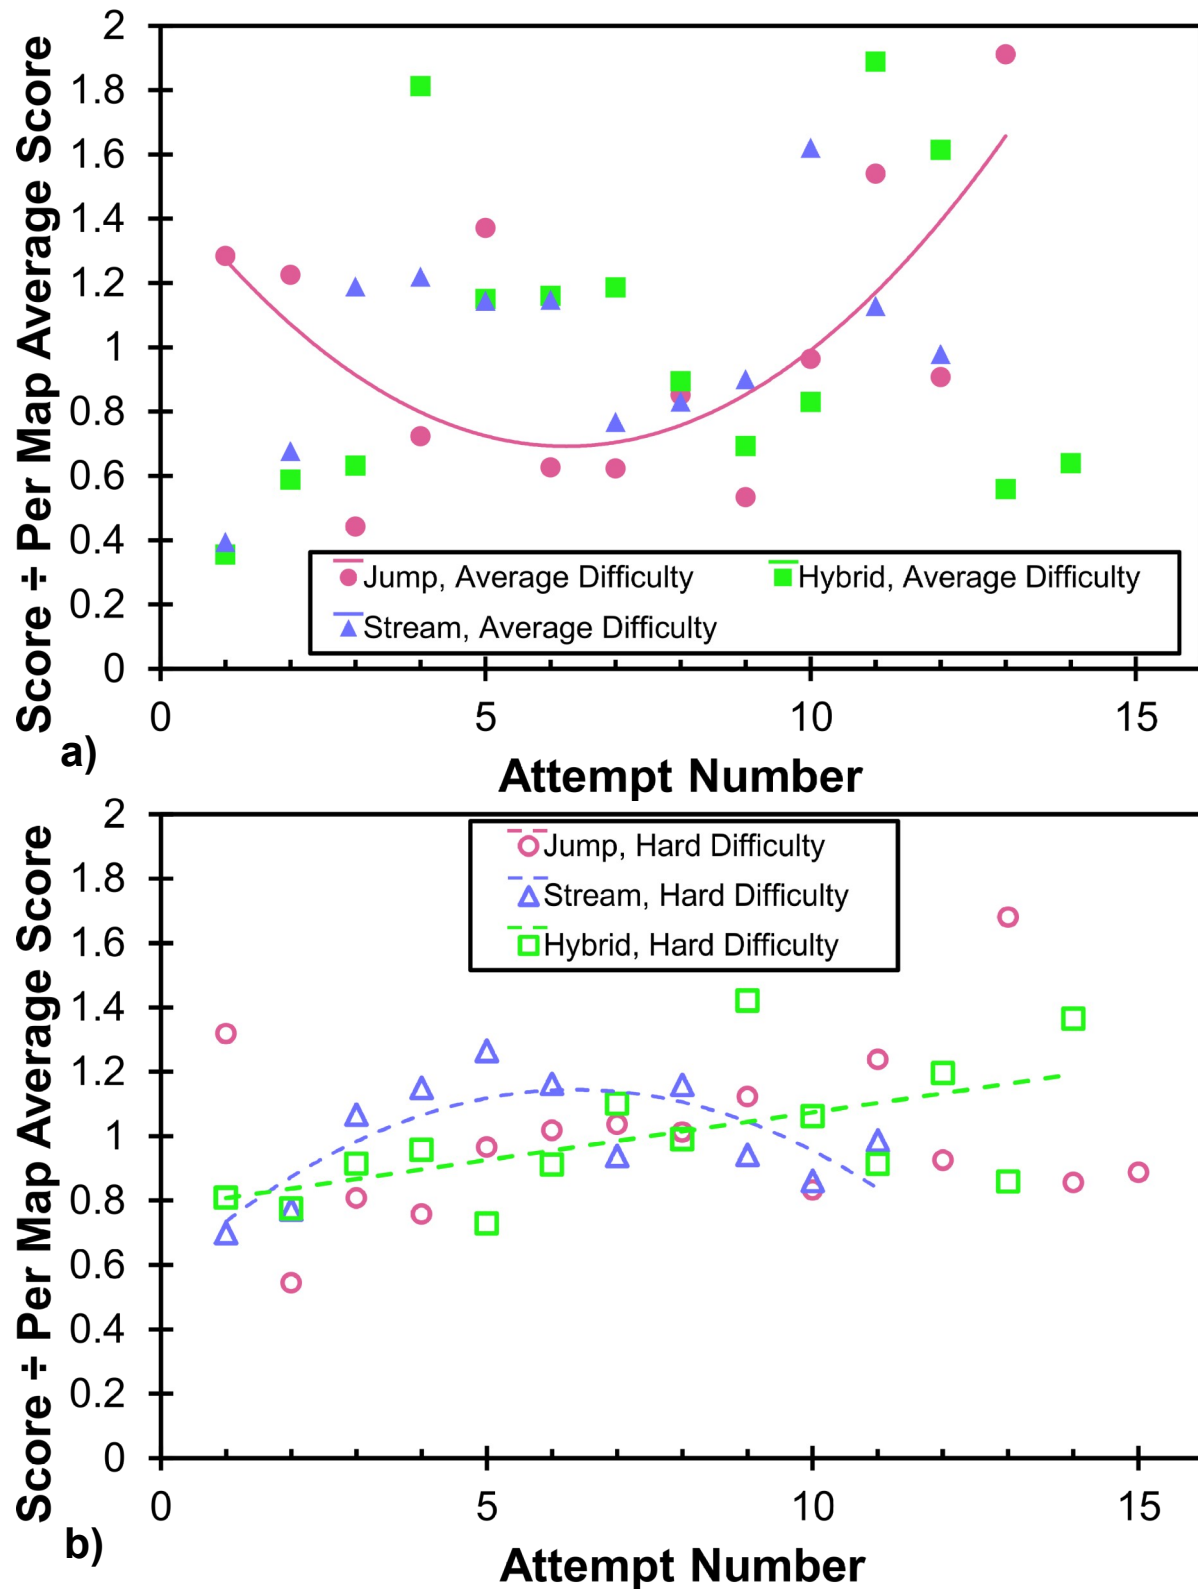 Score ÷ Per Map Average Score
2
1.8
1.6
1.4
1.2
1
0.8
0.6
0.4
0.2
0
Jump, Average Difficulty
Hybrid, Average Difficulty
Stream, Average Difficulty
0 5 10 15
a)
Attempt Number
Score ÷ Per Map Average Score
2
1.8
1.6
1.4
1.2
1
0.8
0.6
0.4
0.2
0
Jump, Hard Difficulty
Stream, Hard Difficulty
Hybrid, Hard Difficulty
0 5 10 15
b)
Attempt Number